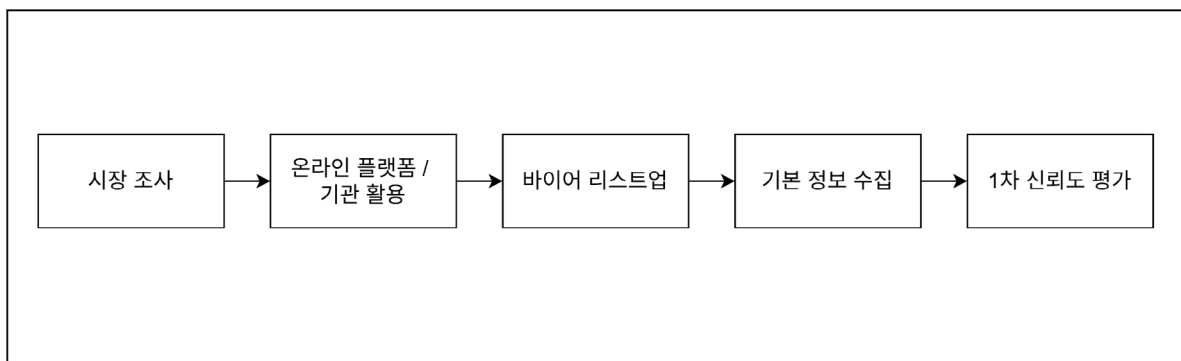 시장 조사
온라인 플랫폼 /
기관 활용
바이어 리스트업
기본 정보 수집
1차 신뢰도 평가